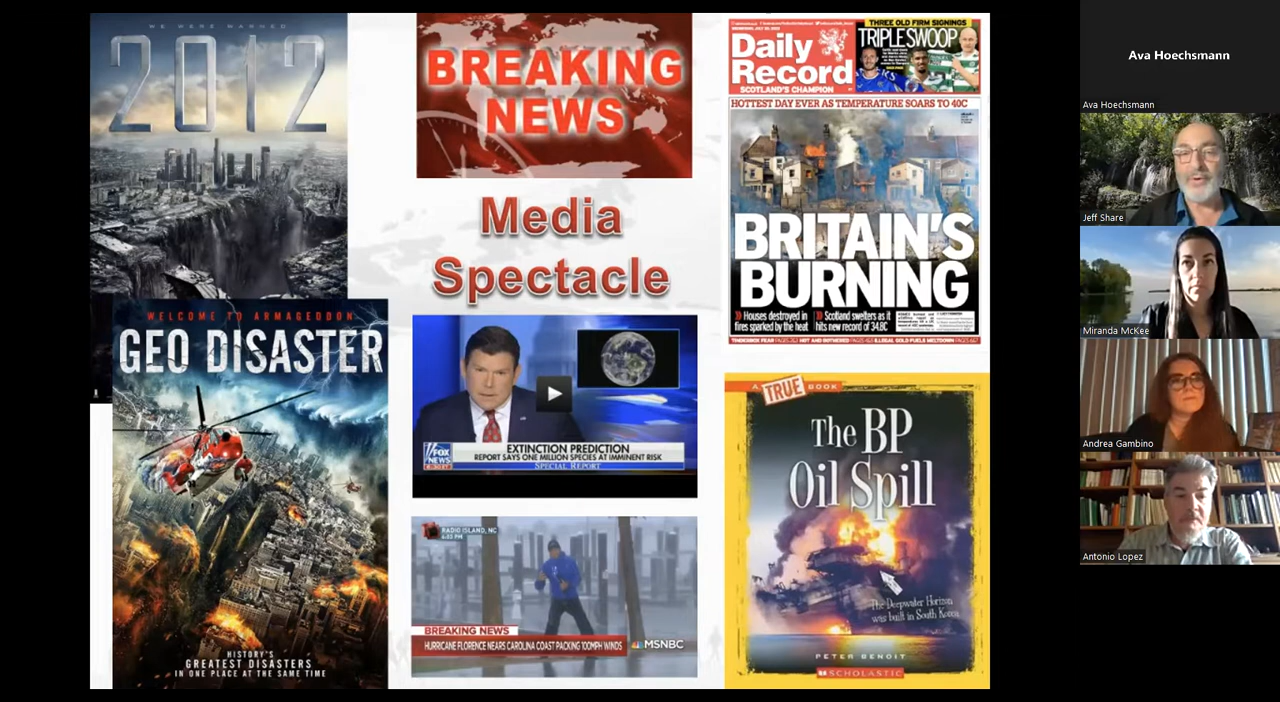 WE WERE WARNED
2012
WELCOME TO ARMAGEDDON
GEO DISASTER
HISTORY'S
GREATEST DISASTERS
IN ONE PLACE AT THE SAME TIME
BREAKING
NEWS
Media
Spectacle
FOX
NEWS
EXTINCTION PREDICTION
REPORT SAYS ONE MILLION SPECIES AT IMMINENT RISK
SPECIAL REPORT
RADIO ISLAND, NC
BREAKING NEWS
HURRICANE FLORENCE NEARS CAROLINA COAST PACKING 100MPH WINDS
MSNBC
THREE OLD FIRM SIGNINGS
TRIPLE SWOOP
Daily
Record
SCOTLAND'S CHAMPION
HOTTEST DAY EVER AS TEMPERATURE SOARS TO 40C
BRITAIN'S
BURNING
Houses destroyed in
fires sparked by the heat
Scotland swelters as it
hits new record of 34.8C
A TRUE BOOK
The BP
Oil Spill
The Deepwater Horizon
was built in South Korea.
PETER BENOIT
SCHOLASTIC
Ava Hoechsmann
Ava Hoechsmann
Jeff Share
Miranda McKee
Andrea Gambino
Antonio Lopez